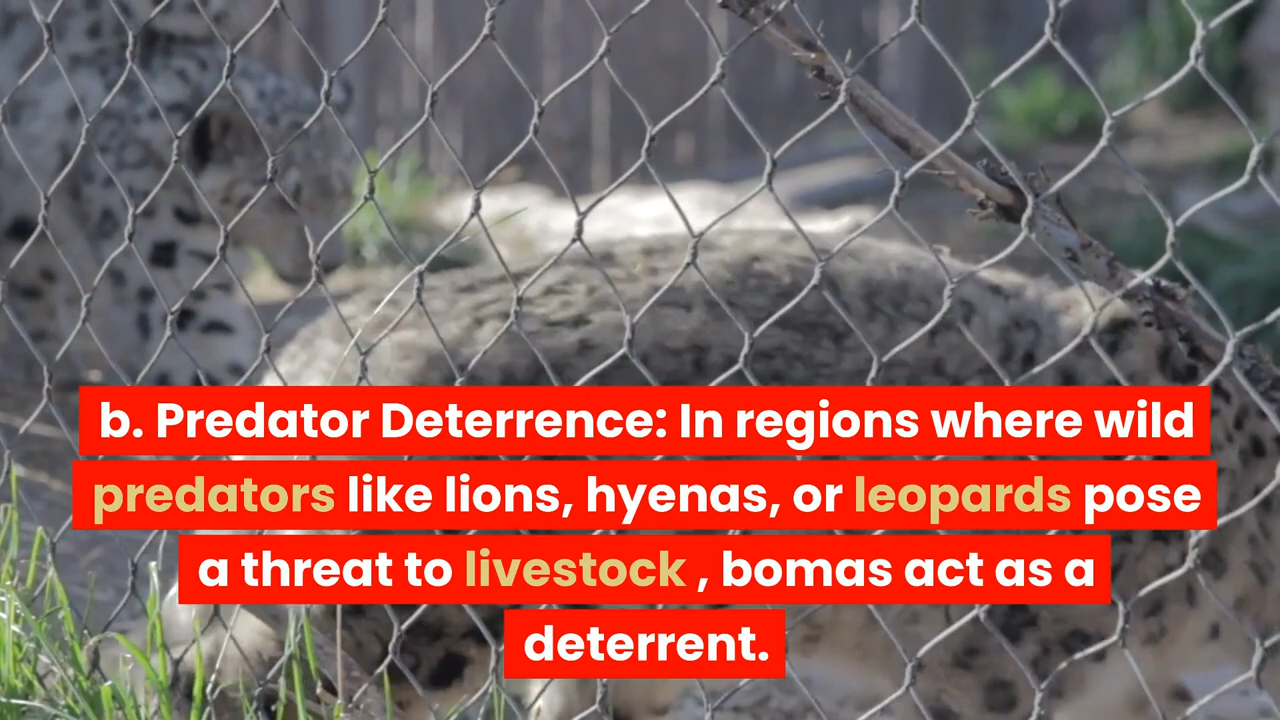 b. Predator Deterrence: In regions where wild
predators like lions, hyenas, or leopards pose
a threat to livestock , bomas act as a
deterrent.